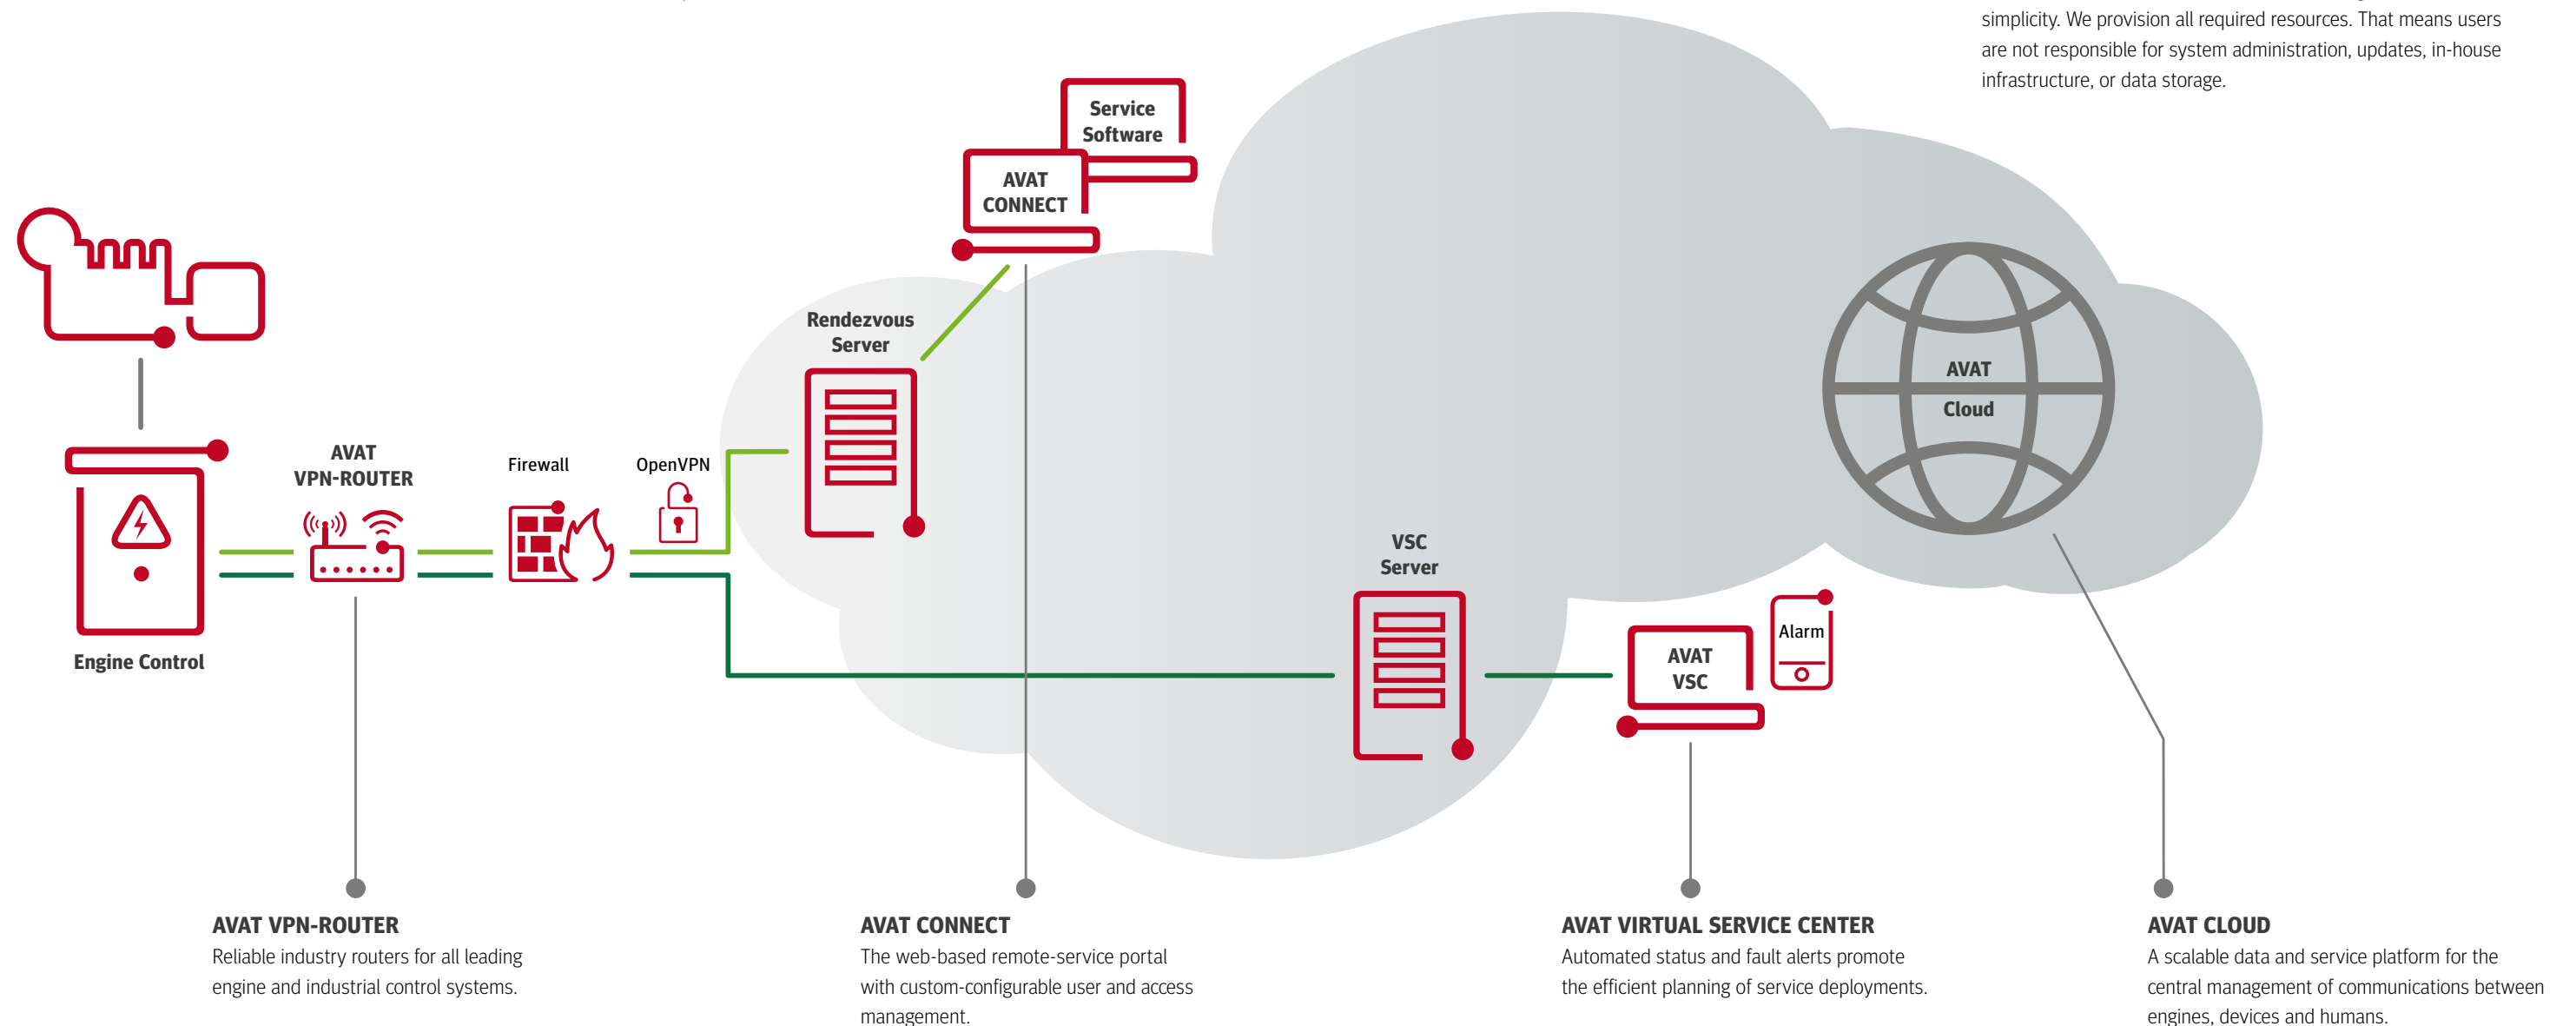 simplicity. We provision all required resources. That means users
are not responsible for system administration, updates, in-house
infrastructure, or data storage.
Service
Software
AVAT
CONNECT
Rendezvous
Server
AVAT
Cloud
AVAT
VPN-ROUTER
Firewall
OpenVPN
VSC
Server
Alarm
AVAT
VSC
Engine Control
AVAT VPN-ROUTER
Reliable industry routers for all leading
engine and industrial control systems.
AVAT CONNECT
The web-based remote-service portal
with custom-configurable user and access
management.
AVAT VIRTUAL SERVICE CENTER
Automated status and fault alerts promote
the efficient planning of service deployments.
AVAT CLOUD
A scalable data and service platform for the
central management of communications between
engines, devices and humans.